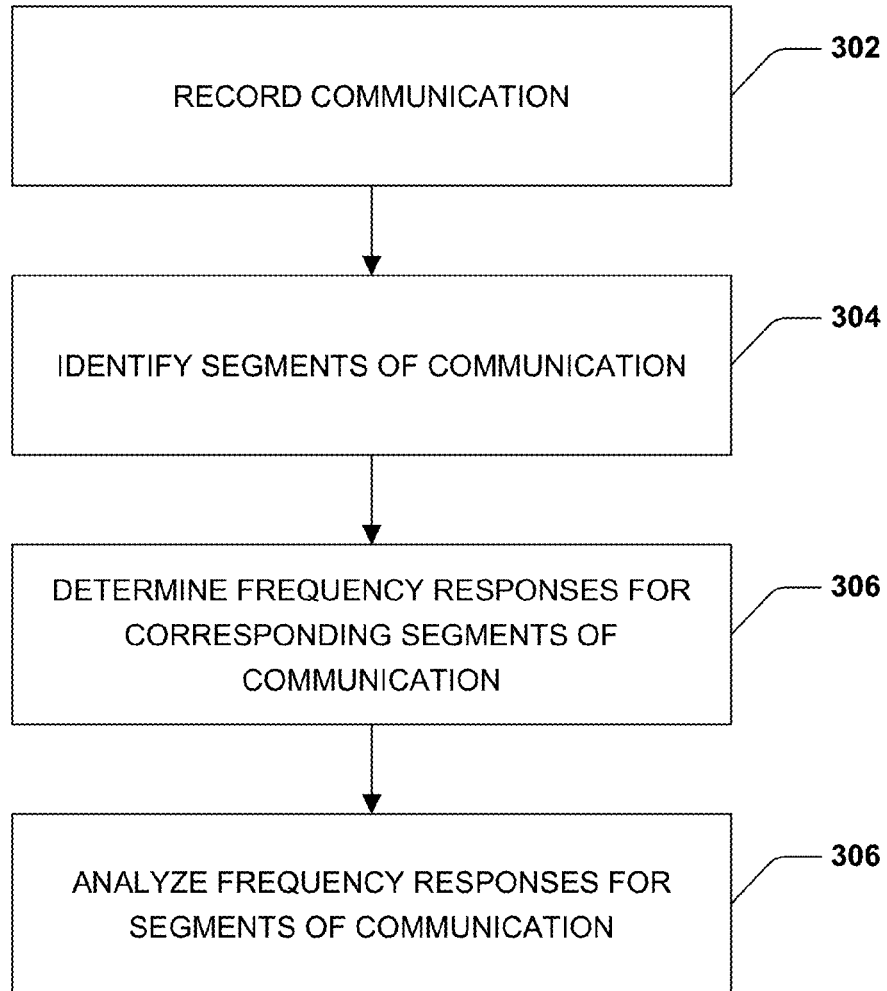 302
RECORD COMMUNICATION
304
IDENTIFY SEGMENTS OF COMMUNICATION
306
DETERMINE FREQUENCY RESPONSES FOR
CORRESPONDING SEGMENTS OF
COMMUNICATION
306
ANALYZE FREQUENCY RESPONSES FOR
SEGMENTS OF COMMUNICATION